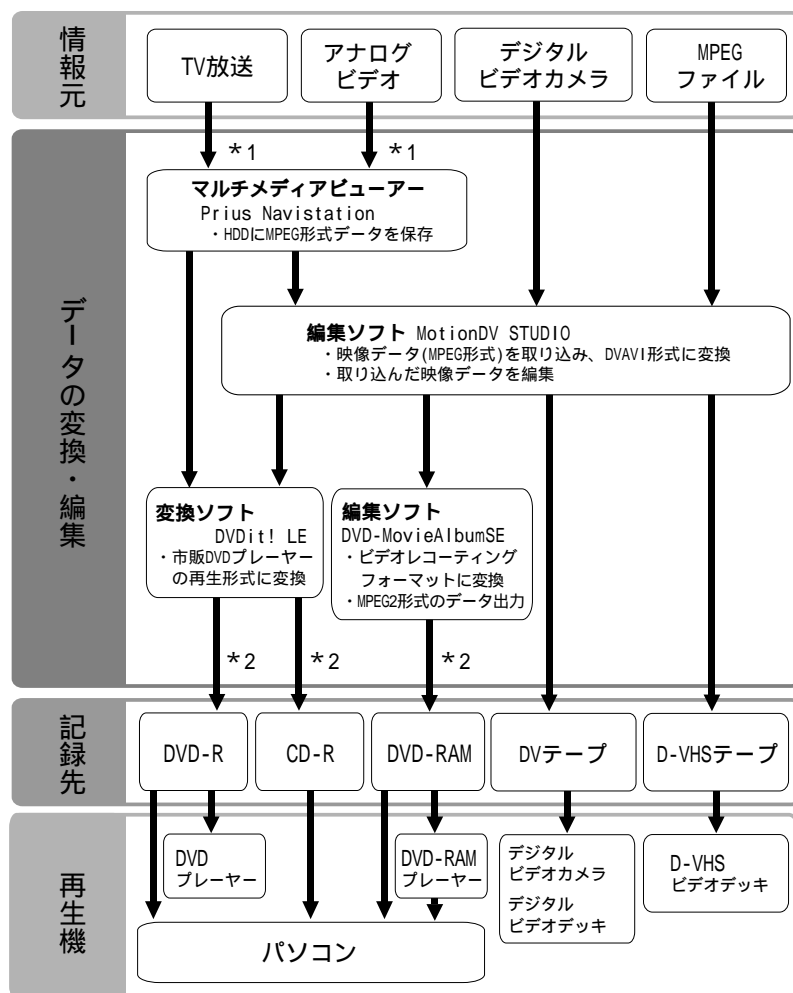 情報元
TV放送
アナログ
ビデオ
デジタル
ビデオカメラ
MPEG
ファイル
データの変換・編集
*1
*1
マルチメディアビューアー
Prius Navistation
・HDDにMPEG形式データを保存
編集ソフト MotionDV STUDIO
・映像データ(MPEG形式)を取り込み、DVAVI形式に変換
・取り込んだ映像データを編集
変換ソフト
DVDit! LE
・市販DVDプレーヤー
の再生形式に変換
編集ソフト
DVD-MovieAlbumSE
・ビデオレコーティング
フォーマットに変換
・MPEG2形式のデータ出力
*2
*2
*2
記録先
DVD-R
CD-R
DVD-RAM
DVテープ
D-VHSテープ
再生機
DVD
プレーヤー
DVD-RAM
プレーヤー
デジタル
ビデオカメラ
デジタル
ビデオデッキ
D-VHS
ビデオデッキ
パソコン